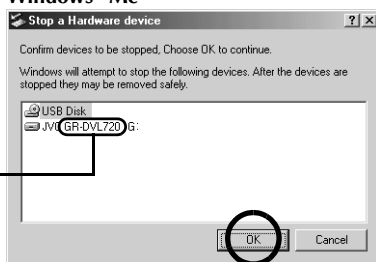 Windows® Me
Stop a Hardware device
Confirm devices to be stopped, Choose OK to continue.
Windows will attempt to stop the following devices. After the devices are
stopped they may be removed safely.
USB Disk
JVC GR-DVL720 G:
OK Cancel